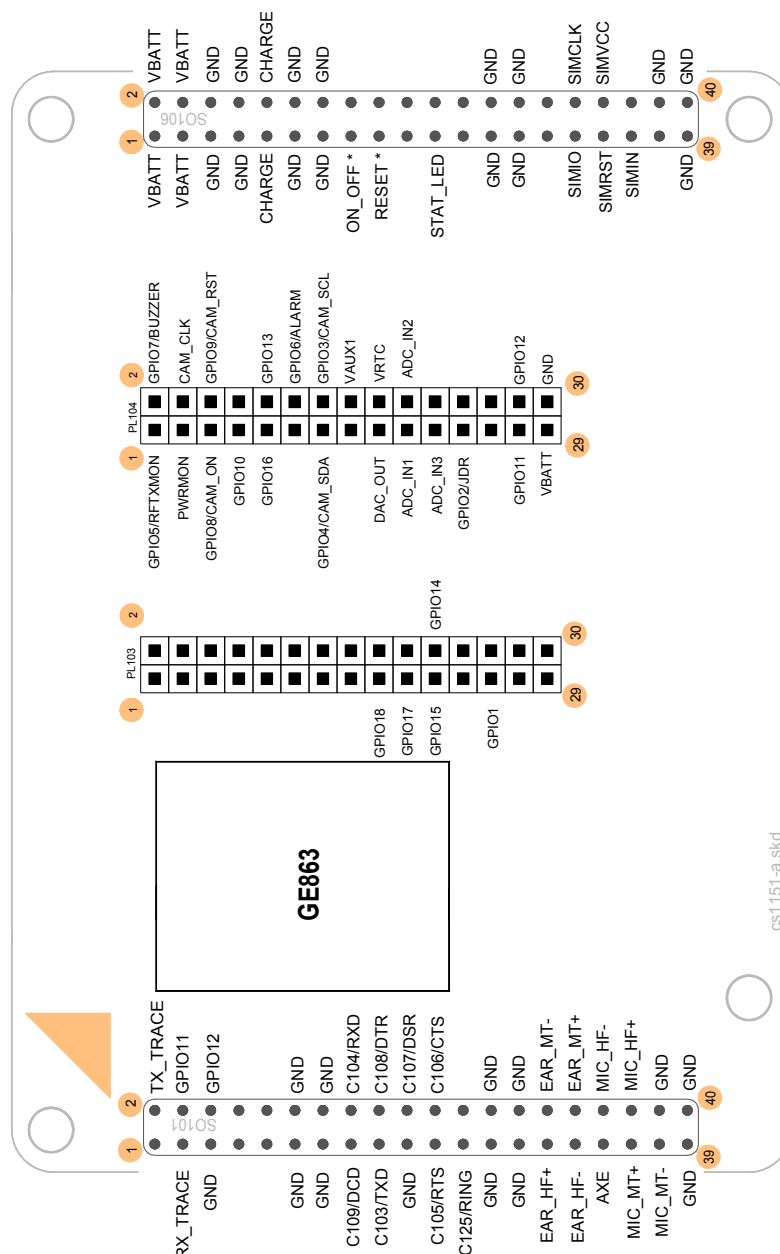 VBATT
VBATT
GND
GND
CHARGE
GND
GND
GND
GND
SIMCLK
SIMVCC
GND
GND
2
40
SO106
1
39
VBATT
VBATT
GND
GND
CHARGE
GND
GND
ON_OFF *
RESET *
STAT_LED
GND
GND
SIMIO
SIMRST
SIMIN
GND
GPIO7/BUZZER
CAM_CLK
GPIO9/CAM_RST
GPIO13
GPIO6/ALARM
GPIO3/CAM_SCL
VAUX1
VRTC
ADC_IN2
GPIO12
GND
2
30
PL104
1
29
GPIO5/RFTXMON
PWRMON
GPIO8/CAM_ON
GPIO10
GPIO16
GPIO4/CAM_SDA
DAC_OUT
ADC_IN1
ADC_IN3
GPIO2/JDR
GPIO11
VBATT
GPIO14
2
30
PL103
1
29
GPIO18
GPIO17
GPIO15
GPIO1
GE863
cs1151-a.skd
TX_TRACE
GPIO11
GPIO12
GND
GND
C104/RXD
C108/DTR
C107/DSR
C106/CTS
GND
GND
EAR_MT-
EAR_MT+
MIC_HF-
MIC_HF+
GND
GND
2
40
SO101
1
39
RX_TRACE
GND
GND
GND
C109/DCD
C103/TXD
GND
C105/RTS
C125/RING
GND
GND
EAR_HF+
EAR_HF-
AXE
MIC_MT+
MIC_MT-
GND